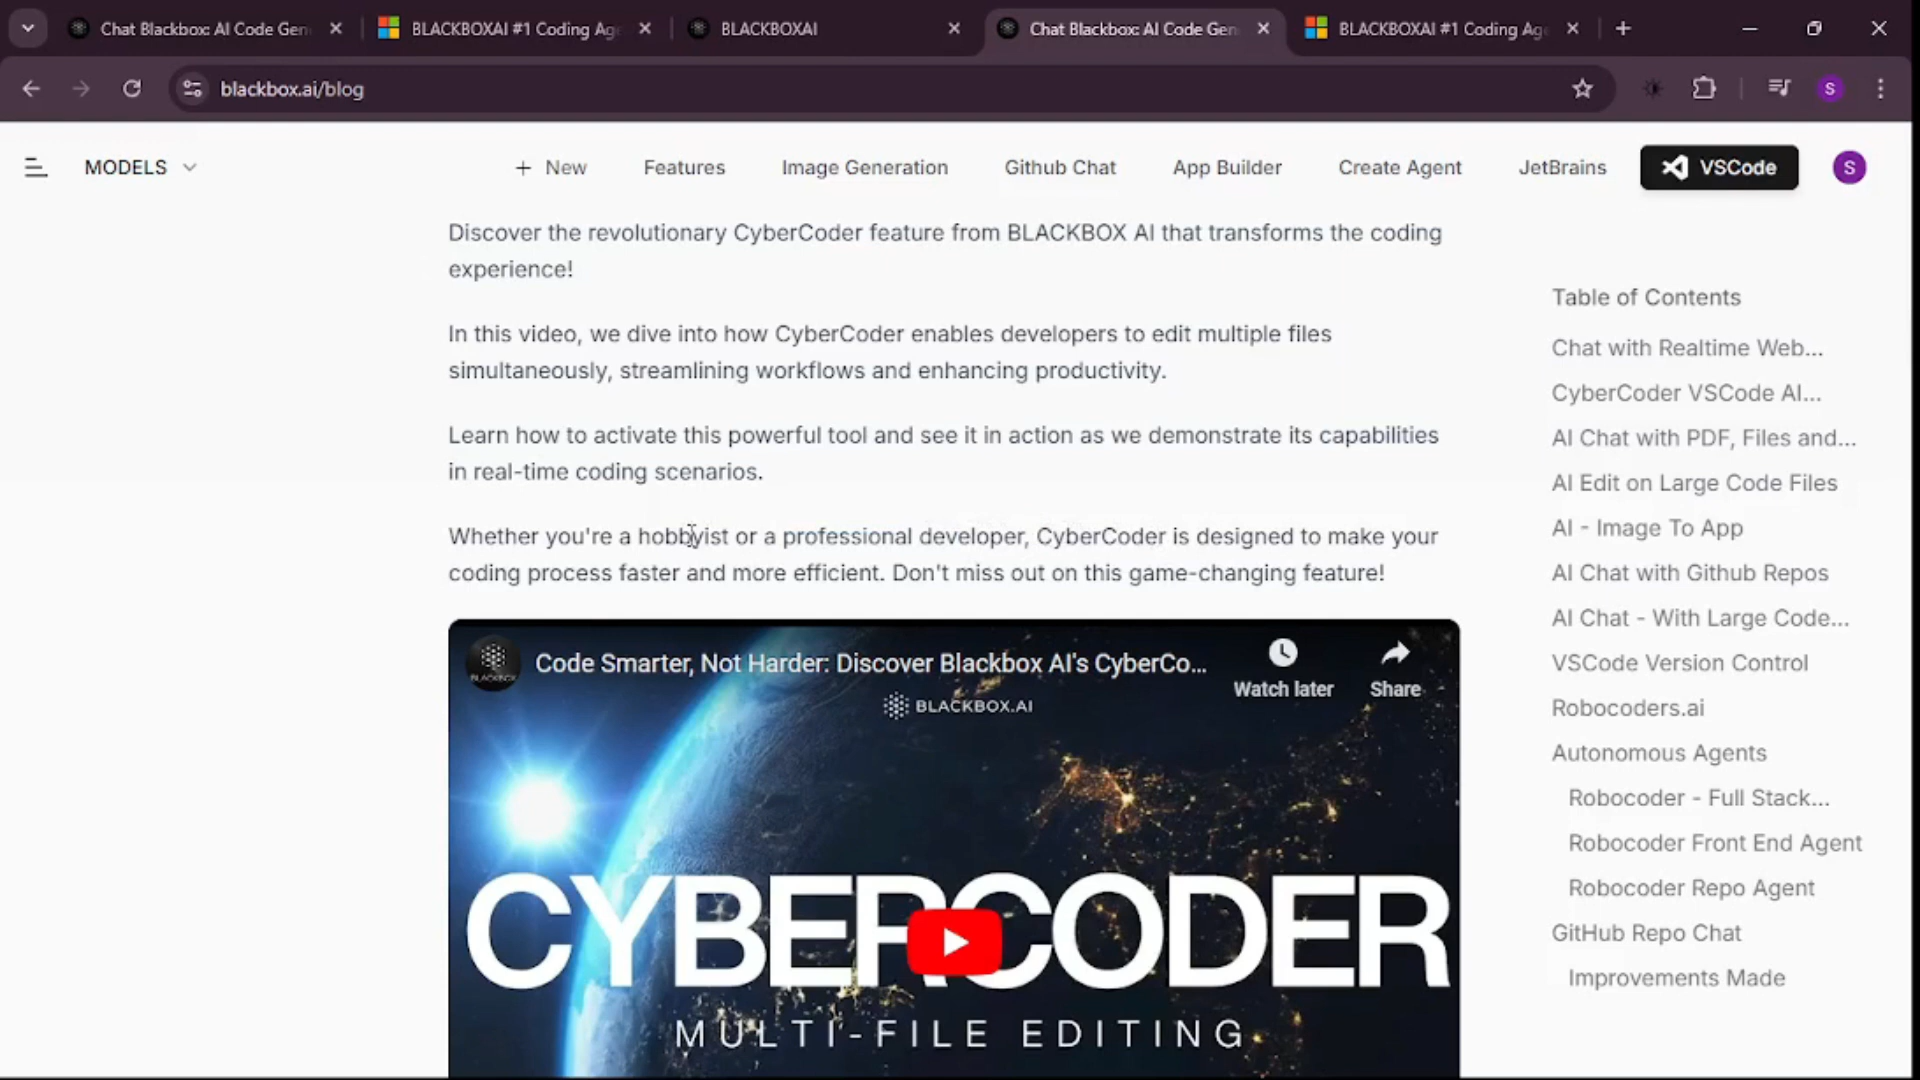 Chat Blackbox: AI Code Gen
BLACKBOXAI #1 Coding Ag
BLACKBOXAI
Chat Blackbox: AI Code Gen
BLACKBOXAI #1 Coding Ag
blackbox.ai/blog
S
MODELS
New
Features
Image Generation
Github Chat
App Builder
Create Agent
JetBrains
VSCode
S
Discover the revolutionary CyberCoder feature from BLACKBOX AI that transforms the coding
experience!
In this video, we dive into how CyberCoder enables developers to edit multiple files
simultaneously, streamlining workflows and enhancing productivity.
Learn how to activate this powerful tool and see it in action as we demonstrate its capabilities
in real-time coding scenarios.
Whether you're a hobbyist or a professional developer, CyberCoder is designed to make your
coding process faster and more efficient. Don't miss out on this game-changing feature!
BLACKBOX
Code Smarter, Not Harder: Discover Blackbox AI's CyberCo...
Watch later
Share
BLACKBOX.AI
CYBERCODER
MULTI-FILE EDITING
Table of Contents
Chat with Realtime Web...
CyberCoder VSCode AI...
AI Chat with PDF, Files and...
AI Edit on Large Code Files
AI - Image To App
AI Chat with Github Repos
AI Chat - With Large Code...
VSCode Version Control
Robocoders.ai
Autonomous Agents
Robocoder - Full Stack...
Robocoder Front End Agent
Robocoder Repo Agent
GitHub Repo Chat
Improvements Made